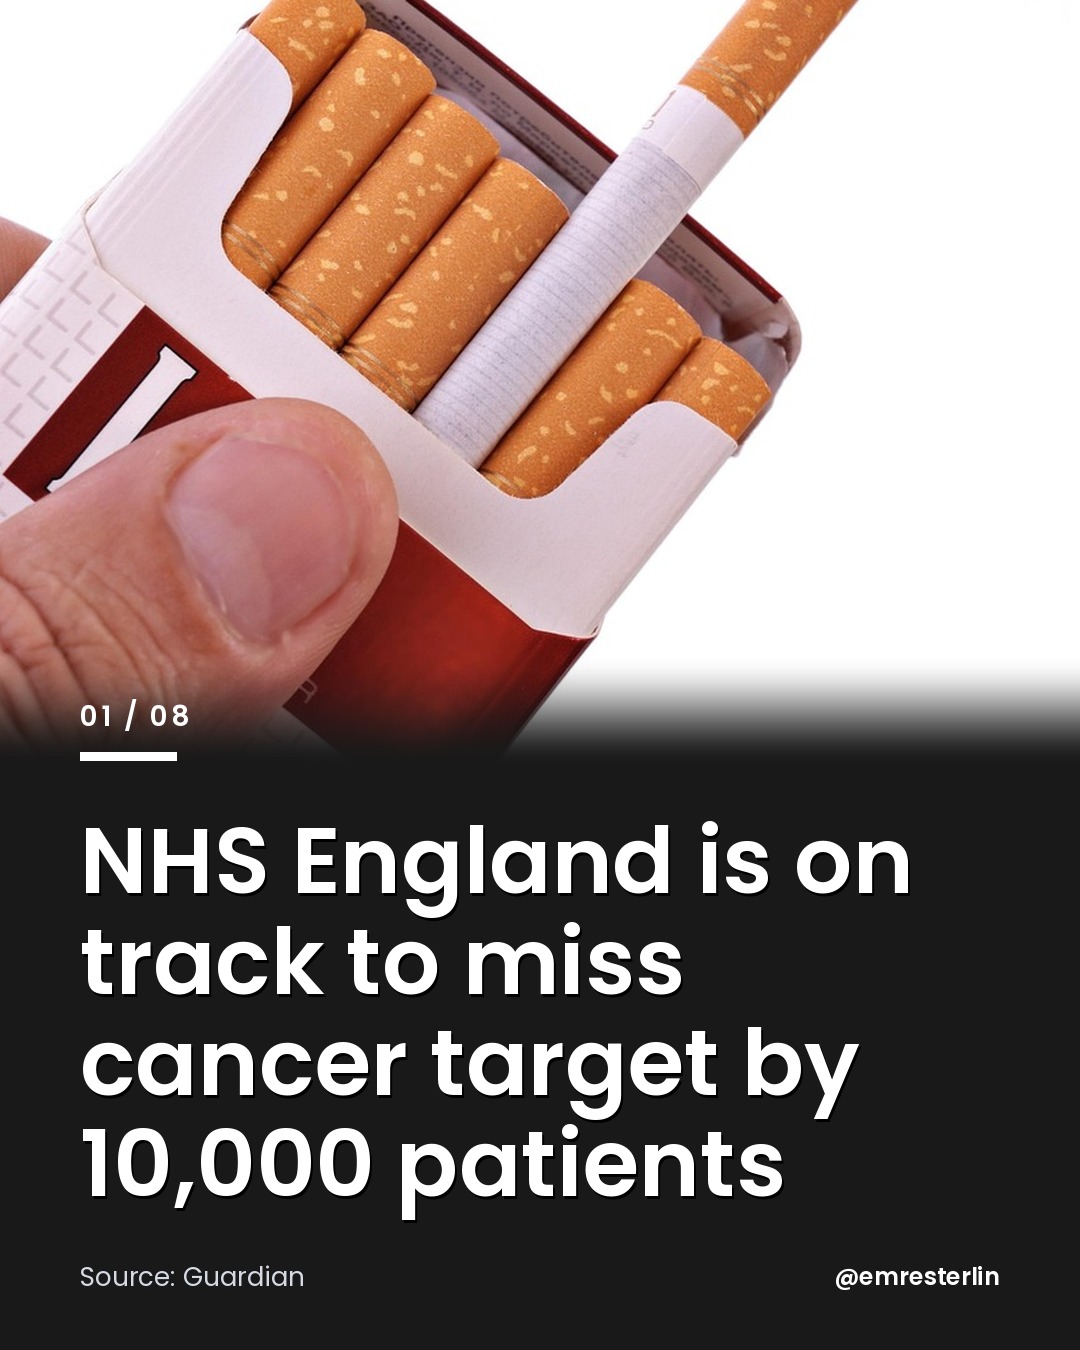 01 / 08
NHS England is on
track to miss
cancer target by
10,000 patients
Source: Guardian
@emresterlin